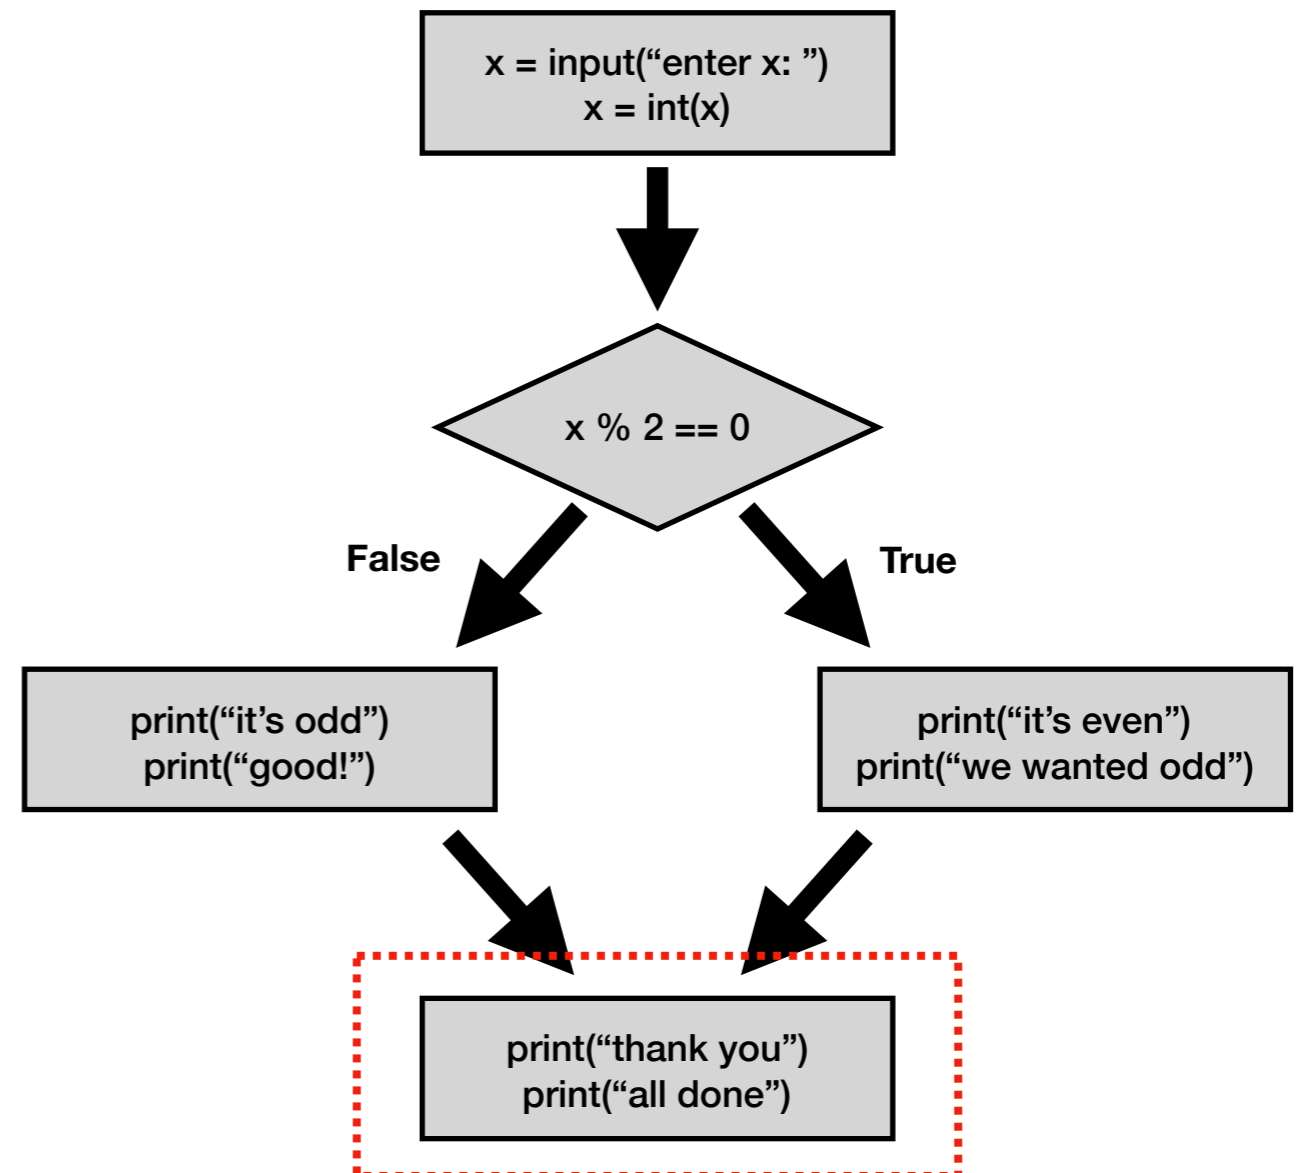 x = input(“enter x: ”)
x = int(x)
x % 2 == 0
False
True
print(“it’s odd”)
print(“good!”)
print(“it’s even”)
print(“we wanted odd”)
print(“thank you”)
print(“all done”)